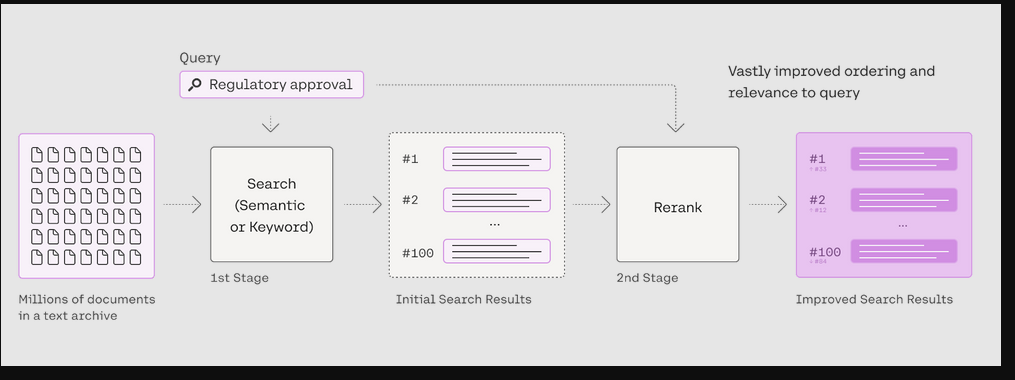 Query
Regulatory approval
Vastly improved ordering and
relevance to query
Search
(Semantic
or Keyword)
1st Stage
#1
#2
...
#100
Rerank
2nd Stage
#1
#33
#2
#12
...
#100
Millions of documents
in a text archive
Initial Search Results
Improved Search Results